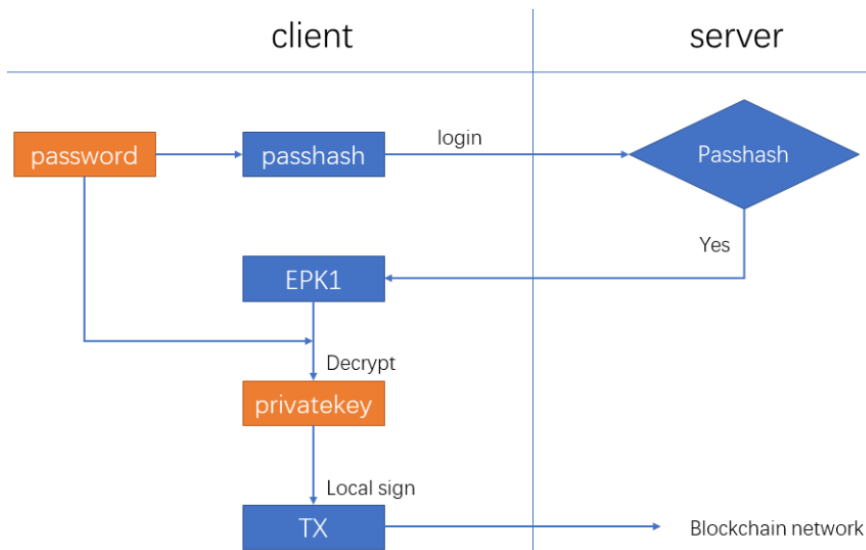 client
server
password
passhash
login
Passhash
Yes
EPK1
Decrypt
privatekey
Local sign
TX
Blockchain network